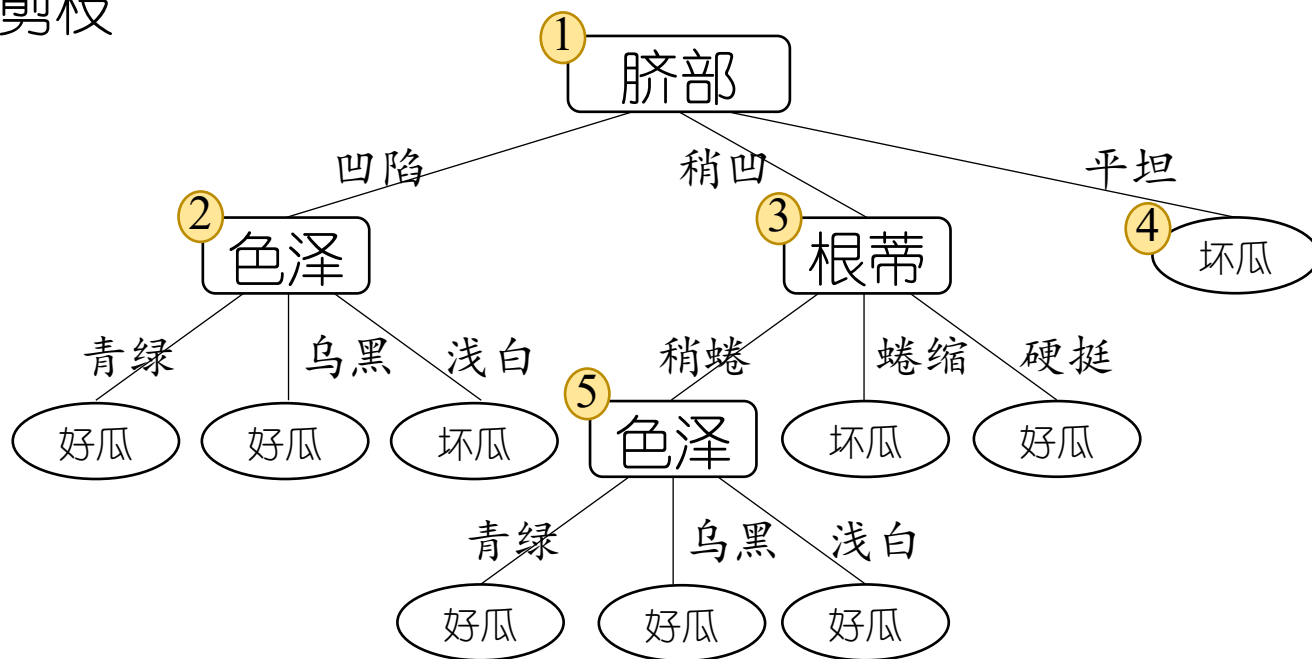 剪枝
1
脐部
凹陷 稍凹 平坦
2 3 4
色泽 根蒂 坏瓜
青绿 乌黑 浅白 稍蜷 蜷缩 硬挺
5
好瓜 好瓜 坏瓜 色泽 坏瓜 好瓜
青绿 乌黑 浅白
好瓜 好瓜 好瓜